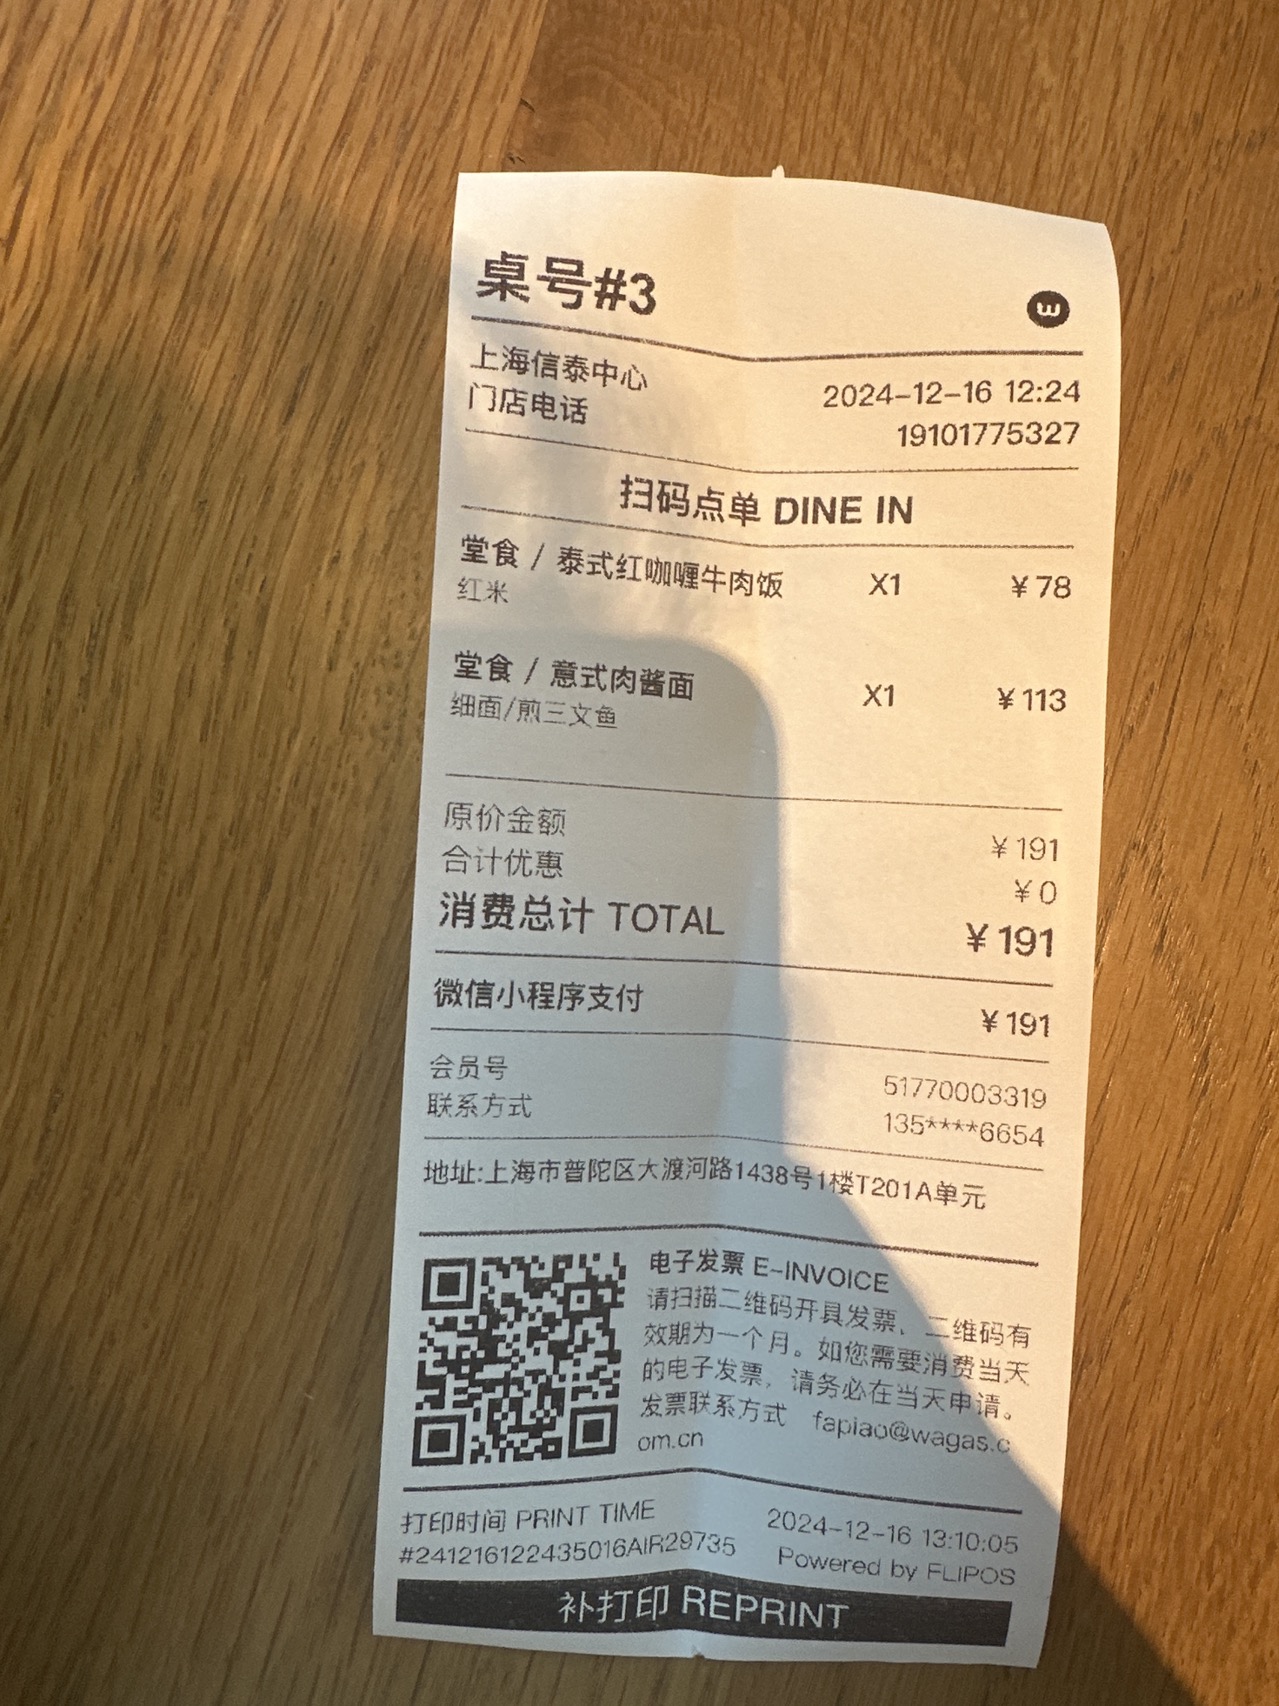 桌号#3
上海信泰中心 2024-12-16 12:24
门店电话 19101775327
扫码点单 DINE IN
堂食 / 泰式红咖喱牛肉饭 X1 ¥78
红米
堂食 / 意式肉酱面 X1 ¥113
细面/煎三文鱼
原价金额 ¥191
合计优惠 ¥0
消费总计 TOTAL ¥191
微信小程序支付 ¥191
会员号 51770003319
联系方式 135****6654
地址:上海市普陀区大渡河路1438号1楼T201A单元
电子发票 E-INVOICE
请扫描二维码开具发票，二维码有
效期为一个月。如您需要消费当天
的电子发票，请务必在当天申请。
发票联系方式 fapiao@wagas.c
om.cn
打印时间 PRINT TIME 2024-12-16 13:10:05
#241216122435016AIR29735 Powered by FLIPOS
补打印 REPRINT